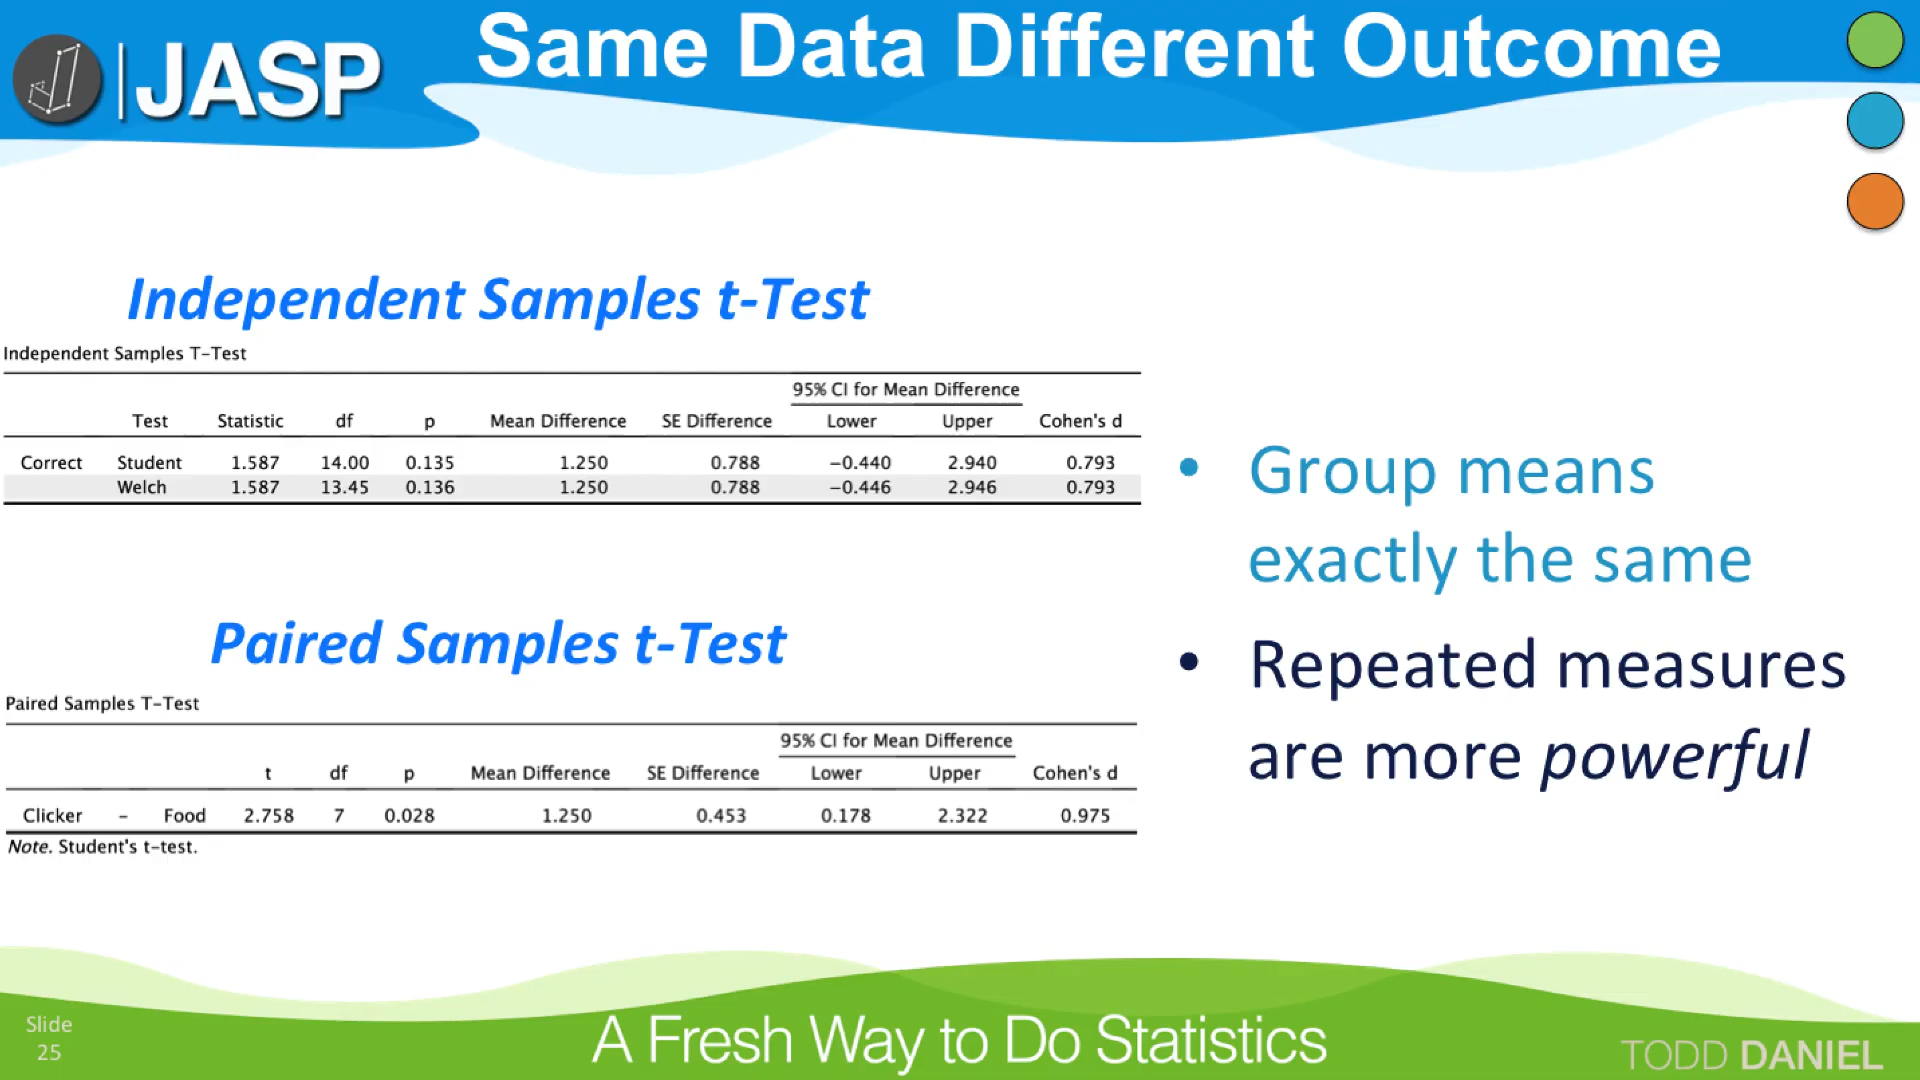 JASP
Same Data Different Outcome
Independent Samples t-Test
Independent Samples T-Test
95% CI for Mean Difference
Test Statistic df p Mean Difference SE Difference Lower Upper Cohen's d
Correct Student 1.587 14.00 0.135 1.250 0.788 −0.440 2.940 0.793
Welch 1.587 13.45 0.136 1.250 0.788 −0.446 2.946 0.793
Paired Samples t-Test
Paired Samples T-Test
95% CI for Mean Difference
t df p Mean Difference SE Difference Lower Upper Cohen's d
Clicker - Food 2.758 7 0.028 1.250 0.453 0.178 2.322 0.975
Note. Student's t-test.
• Group means
exactly the same
• Repeated measures
are more powerful
Slide
25
A Fresh Way to Do Statistics
TODD DANIEL